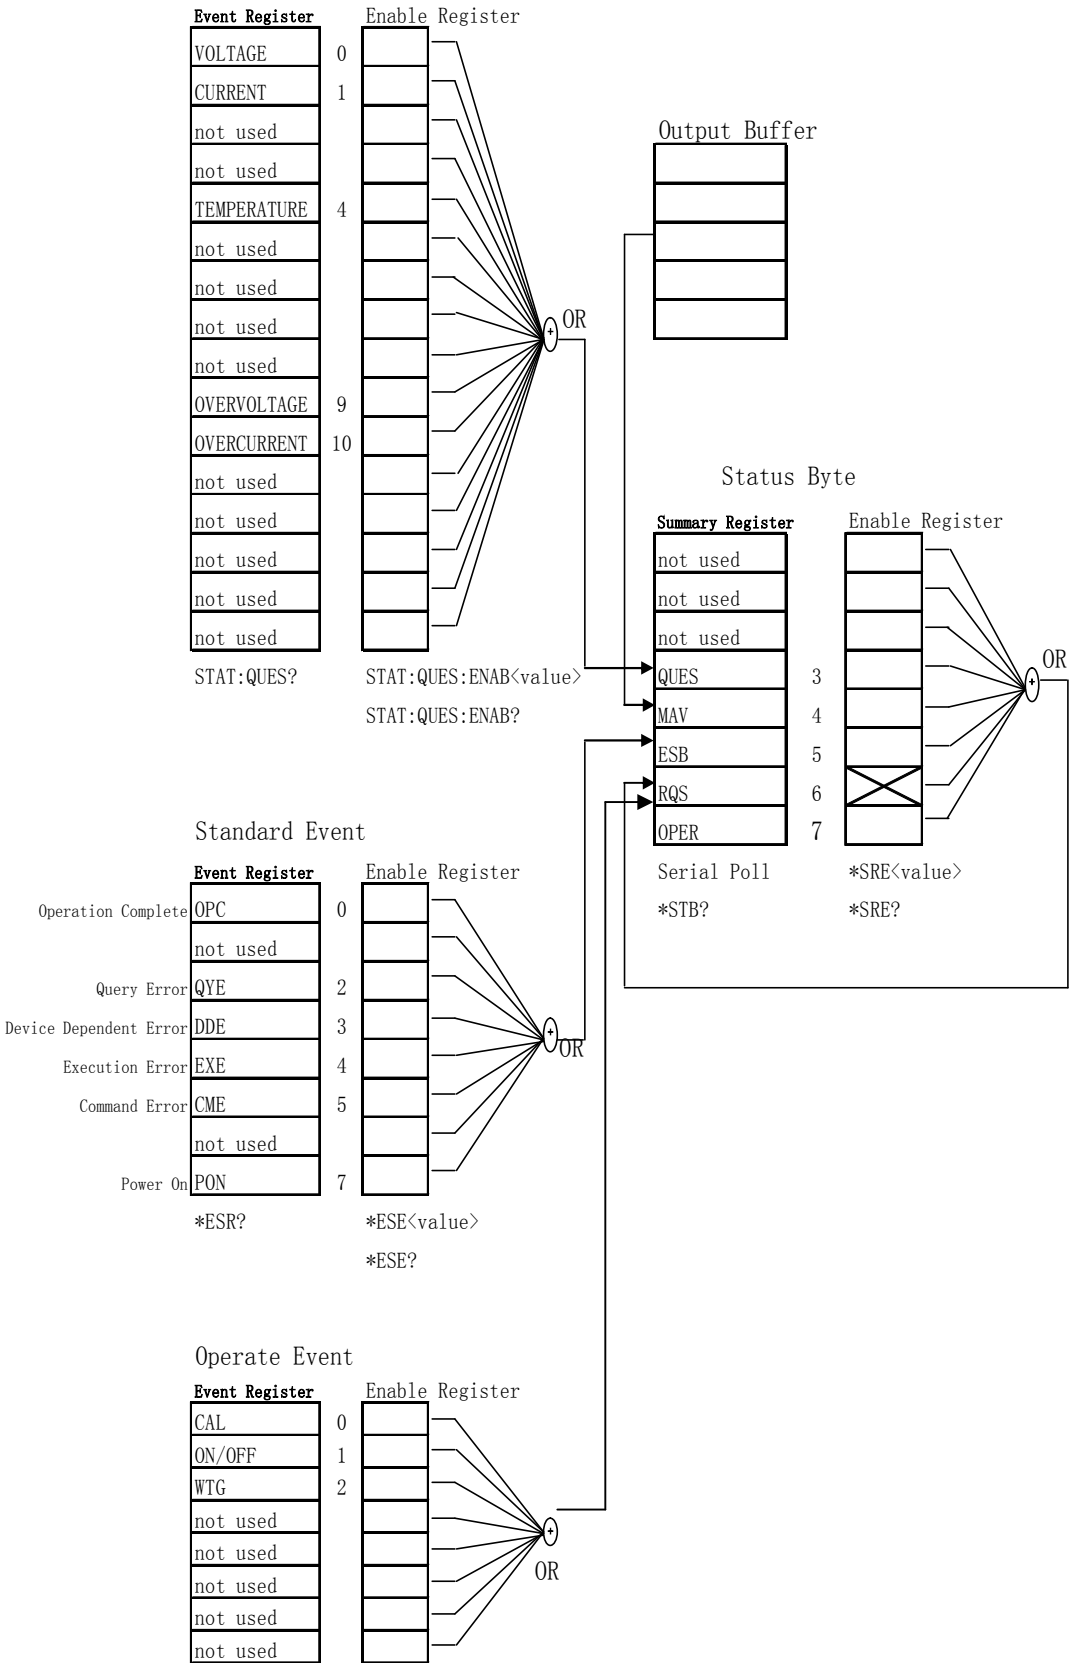 Event Register Enable Register
VOLTAGE 0
CURRENT 1
not used
not used
TEMPERATURE 4
not used
not used
not used
not used
OVERVOLTAGE 9
OVERCURRENT 10
not used
not used
not used
not used
not used
STAT:QUES? STAT:QUES:ENAB<value>
STAT:QUES:ENAB?
+ OR
Output Buffer
Status Byte
Summary Register Enable Register
not used
not used
not used
QUES 3
MAV 4
ESB 5
RQS 6
OPER 7
Serial Poll *SRE<value>
*STB? *SRE?
+ OR
Standard Event
Event Register Enable Register
Operation Complete OPC 0
not used
Query Error QYE 2
Device Dependent Error DDE 3
Execution Error EXE 4
Command Error CME 5
not used
Power On PON 7
*ESR? *ESE<value>
*ESE?
+ OR
Operate Event
Event Register Enable Register
CAL 0
ON/OFF 1
WTG 2
not used
not used
not used
not used
not used
+
OR